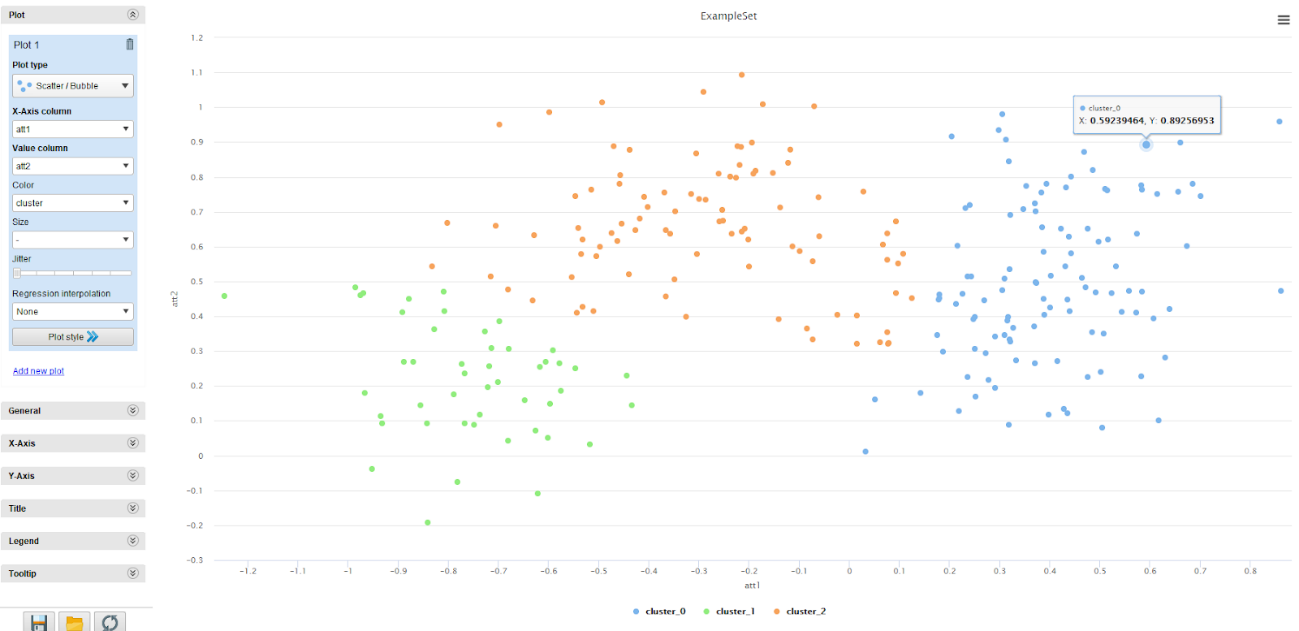 Plot
Plot 1
Plot type
Scatter / Bubble
X-Axis column
att1
Value column
att2
Color
cluster
Size
-
Jitter
Regression interpolation
None
Plot style
Add new plot
General
X-Axis
Y-Axis
Title
Legend
Tooltip
ExampleSet
1.2
1.1
1
0.9
0.8
0.7
0.6
0.5
0.4
0.3
0.2
0.1
0
-0.1
-0.2
-0.3
att2
cluster_0
X: 0.59239464, Y: 0.89256953
-1.2 -1.1 -1 -0.9 -0.8 -0.7 -0.6 -0.5 -0.4 -0.3 -0.2 -0.1 0 0.1 0.2 0.3 0.4 0.5 0.6 0.7 0.8
att1
cluster_0 cluster_1 cluster_2